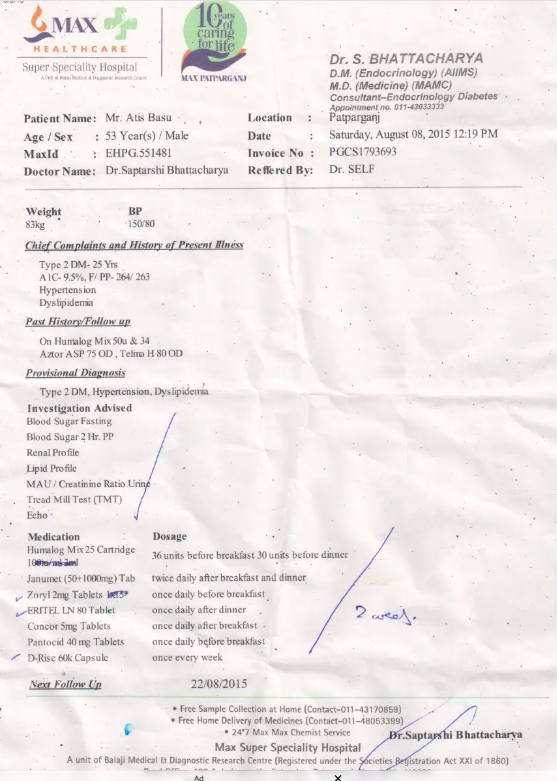 MAX
HEALTHCARE
Super Speciality Hospital
10 years of caring for life
MAX PATPARGANJ
Dr. S. BHATTACHARYA
D.M. (Endocrinology) (AIIMS)
M.D. (Medicine) (MAMC)
Consultant-Endocrinology Diabetes
Appointment no. 011-43033333
Patient Name: Mr. Atis Basu Location : Patparganj
Age / Sex : 53 Year(s) / Male Date : Saturday, August 08, 2015 12:19 PM
MaxId : EHPG.551481 Invoice No : PGCS1793693
Doctor Name: Dr.Saptarshi Bhattacharya Reffered By: Dr. SELF
Weight BP
83kg 150/80
Chief Complaints and History of Present Illness
Type 2 DM- 25 Yrs
A1C- 9.5%, F/ PP- 264/ 263
Hypertension
Dyslipidemia
Past History/Follow up
On Humalog Mix 50u & 34
Aztor ASP 75 OD , Telma H 80 OD
Provisional Diagnosis
Type 2 DM, Hypertension, Dyslipidemia
Investigation Advised
Blood Sugar Fasting
Blood Sugar 2 Hr. PP
Renal Profile
Lipid Profile
MAU / Creatinine Ratio Urine
Tread Mill Test (TMT)
Echo
Medication Dosage
Humalog Mix 25 Cartridge 36 units before breakfast 30 units before dinner
Janumet (50+1000mg) Tab twice daily after breakfast and dinner
Zoryl 2mg Tablets once daily before breakfast
ERITEL LN 80 Tablet once daily after dinner
Concor 5mg Tablets once daily after breakfast
2 week.
Pantocid 40 mg Tablets once daily before breakfast
D-Rise 60k Capsule once every week
Next Follow Up 22/08/2015
• Free Sample Collection at Home (Contact-011-43170859)
• Free Home Delivery of Medicines (Contact-011-48053399)
• 24*7 Max Max Chemist Service
Dr.Saptarshi Bhattacharya
Max Super Speciality Hospital
A unit of Balaji Medical & Diagnostic Research Centre (Registered under the Societies Registration Act XXI of 1860)
Ad X